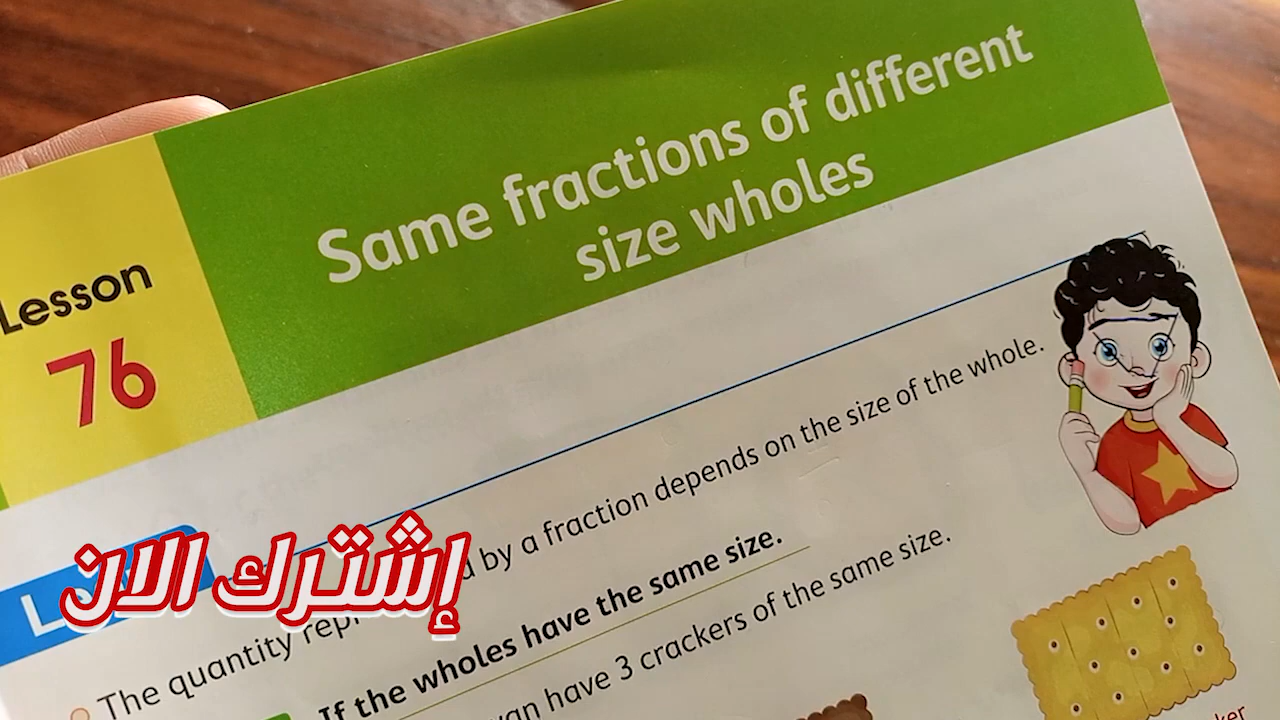 Same fractions of different
size wholes
Lesson
76
إشترك الان
The quantity by a fraction depends on the size of the whole.
If the wholes have the same size.
have 3 crackers of the same size.